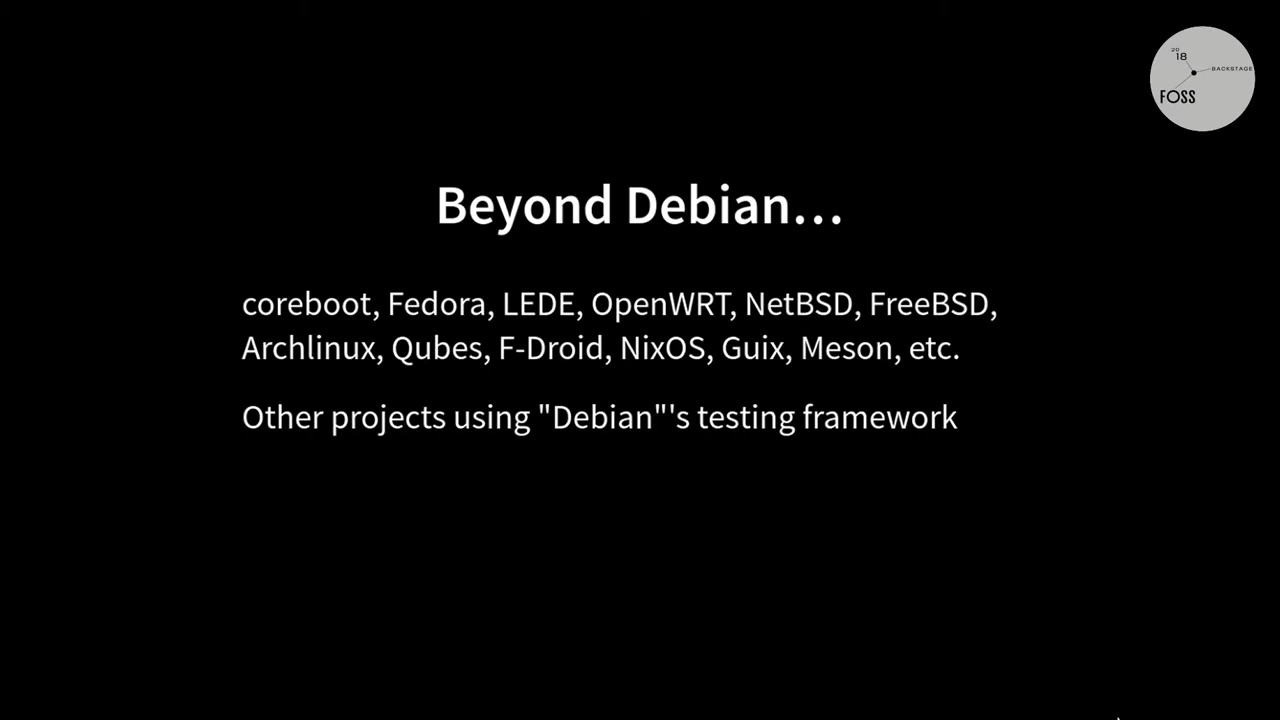 20
18
BACKSTAGE
FOSS
Beyond Debian…
coreboot, Fedora, LEDE, OpenWRT, NetBSD, FreeBSD,
Archlinux, Qubes, F-Droid, NixOS, Guix, Meson, etc.
Other projects using "Debian"'s testing framework